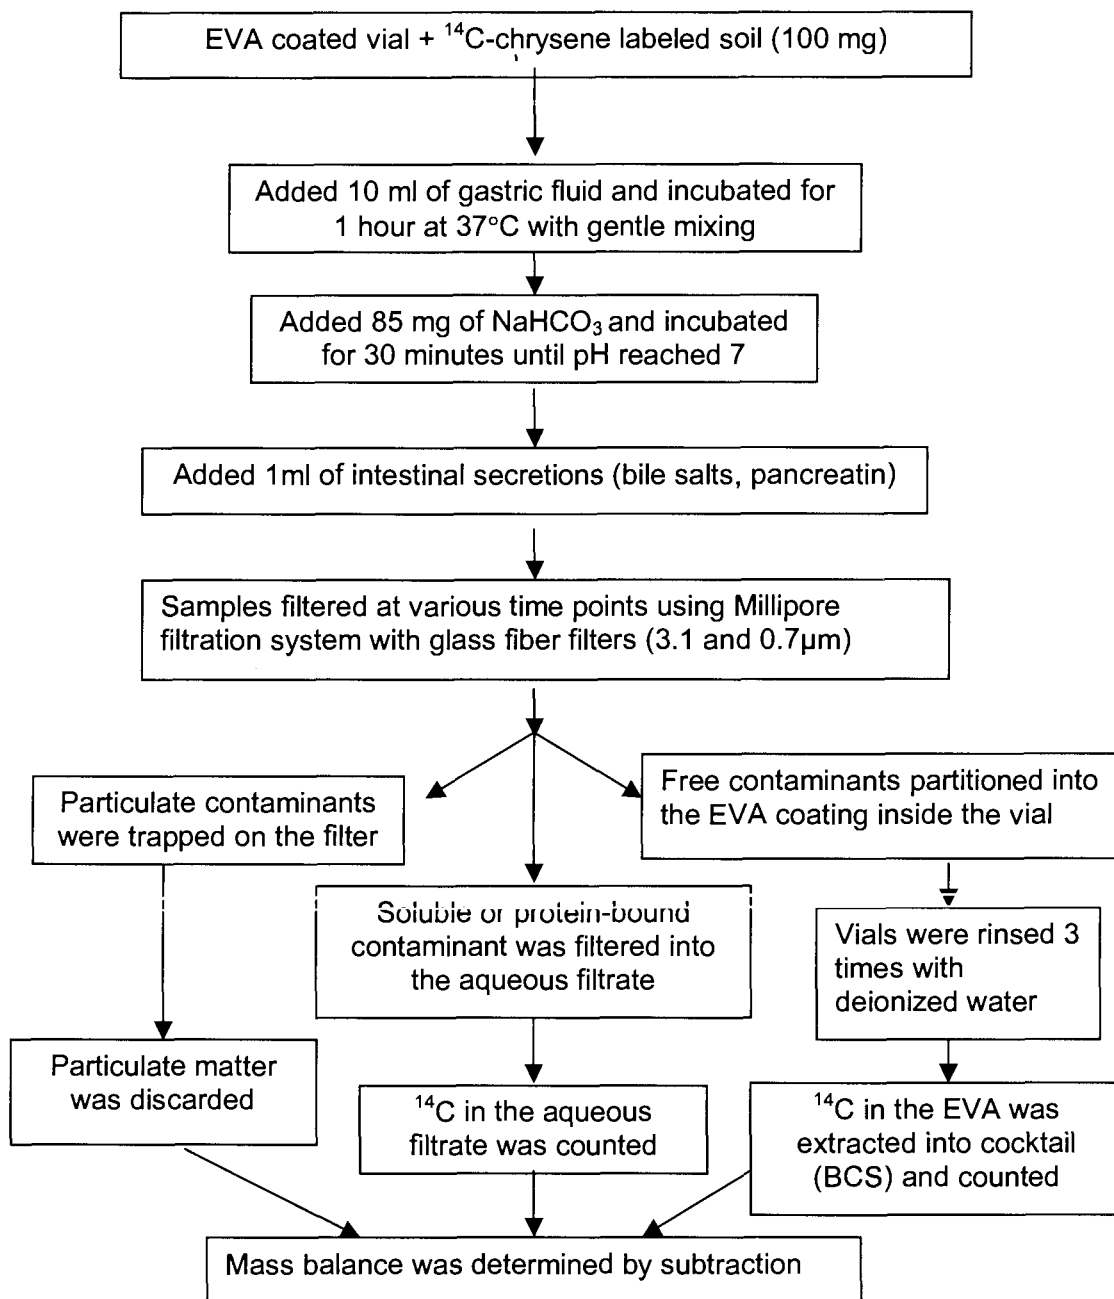 EVA coated vial + ¹⁴C-chrysene labeled soil (100 mg)
Added 10 ml of gastric fluid and incubated for
1 hour at 37°C with gentle mixing
Added 85 mg of NaHCO₃ and incubated
for 30 minutes until pH reached 7
Added 1ml of intestinal secretions (bile salts, pancreatin)
Samples filtered at various time points using Millipore
filtration system with glass fiber filters (3.1 and 0.7µm)
Particulate contaminants
were trapped on the filter
Soluble or protein-bound
contaminant was filtered into
the aqueous filtrate
Free contaminants partitioned into
the EVA coating inside the vial
Particulate matter
was discarded
¹⁴C in the aqueous
filtrate was counted
Vials were rinsed 3
times with
deionized water
¹⁴C in the EVA was
extracted into cocktail
(BCS) and counted
Mass balance was determined by subtraction